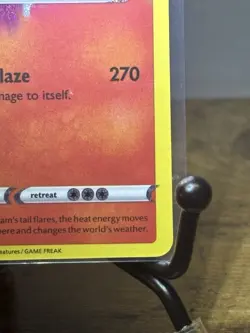 laze 270
mage to itself.
retreat
am's tail flares, the heat energy moves
ere and changes the world's weather.
eatures / GAME FREAK